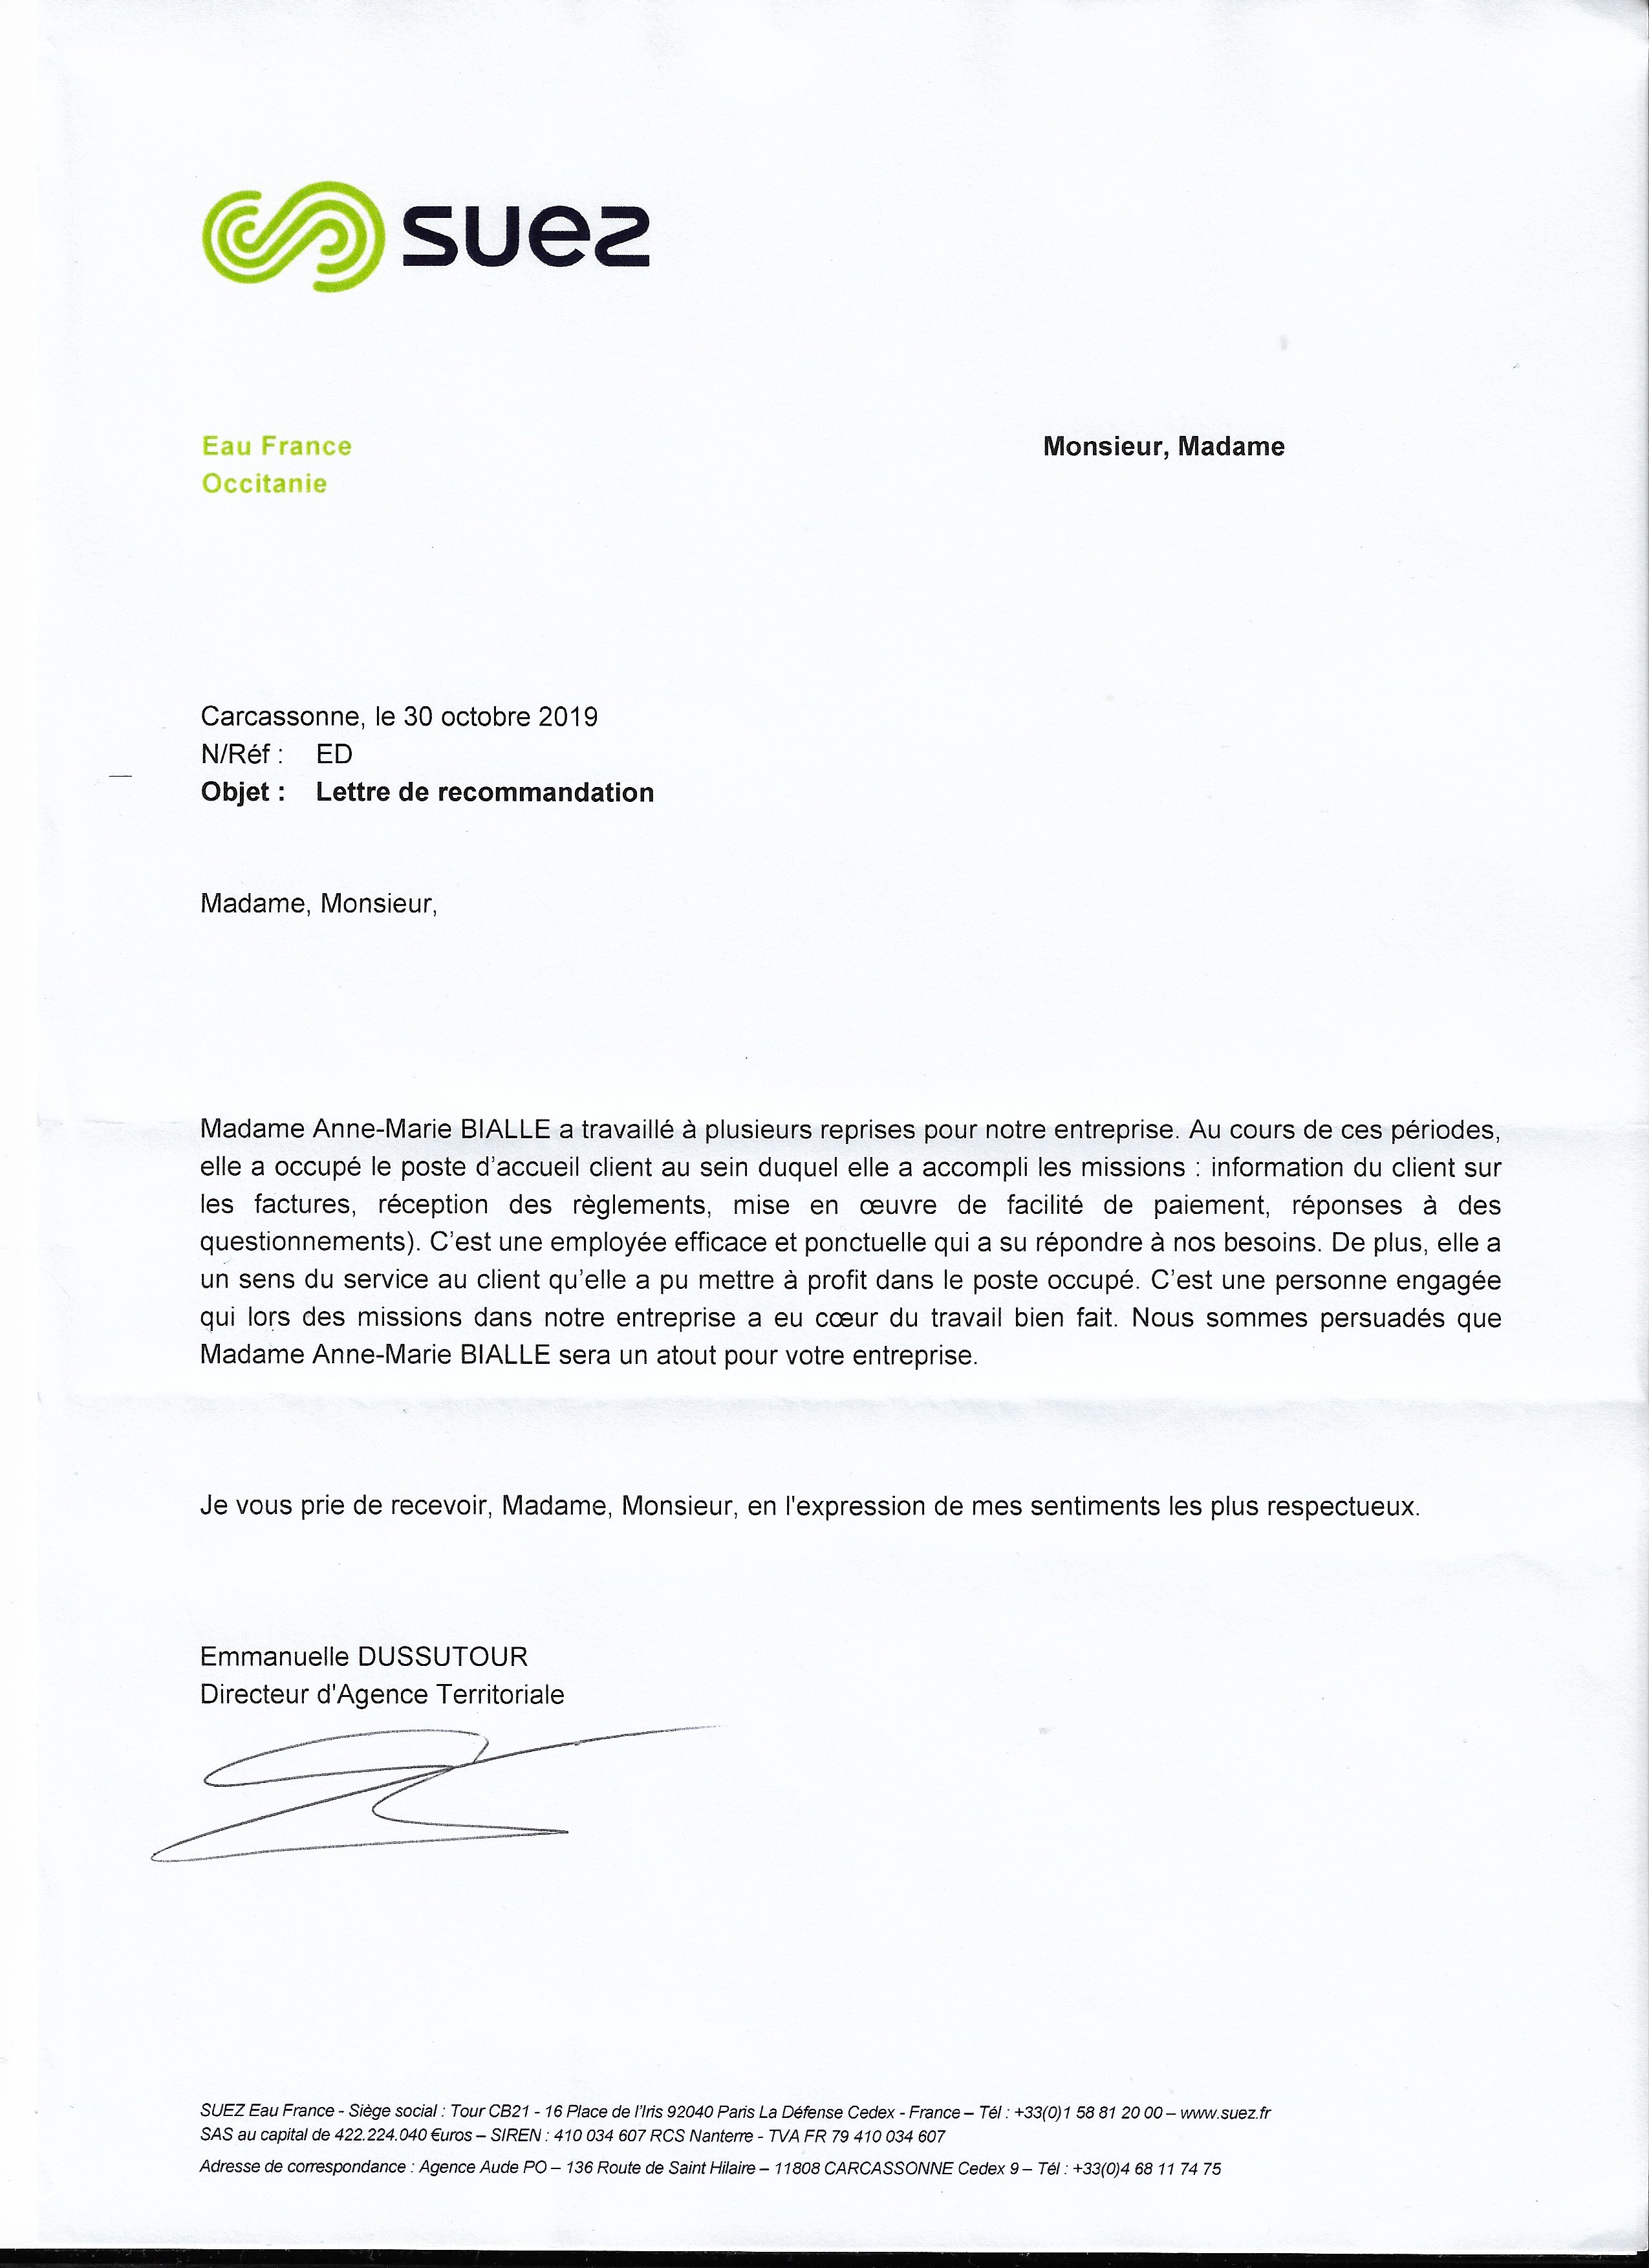 suez
Eau France
Occitanie
Monsieur, Madame
Carcassonne, le 30 octobre 2019
N/Réf : ED
Objet : Lettre de recommandation
Madame, Monsieur,
Madame Anne-Marie BIALLE a travaillé à plusieurs reprises pour notre entreprise. Au cours de ces périodes,
elle a occupé le poste d’accueil client au sein duquel elle a accompli les missions : information du client sur
les factures, réception des règlements, mise en œuvre de facilité de paiement, réponses à des
questionnements). C’est une employée efficace et ponctuelle qui a su répondre à nos besoins. De plus, elle a
un sens du service au client qu’elle a pu mettre à profit dans le poste occupé. C’est une personne engagée
qui lors des missions dans notre entreprise a eu cœur du travail bien fait. Nous sommes persuadés que
Madame Anne-Marie BIALLE sera un atout pour votre entreprise.
Je vous prie de recevoir, Madame, Monsieur, en l'expression de mes sentiments les plus respectueux.
Emmanuelle DUSSUTOUR
Directeur d'Agence Territoriale
SUEZ Eau France - Siège social : Tour CB21 - 16 Place de l'Iris 92040 Paris La Défense Cedex - France – Tél : +33(0)1 58 81 20 00 – www.suez.fr
SAS au capital de 422.224.040 €uros – SIREN : 410 034 607 RCS Nanterre - TVA FR 79 410 034 607
Adresse de correspondance : Agence Aude PO – 136 Route de Saint Hilaire – 11808 CARCASSONNE Cedex 9 – Tél : +33(0)4 68 11 74 75